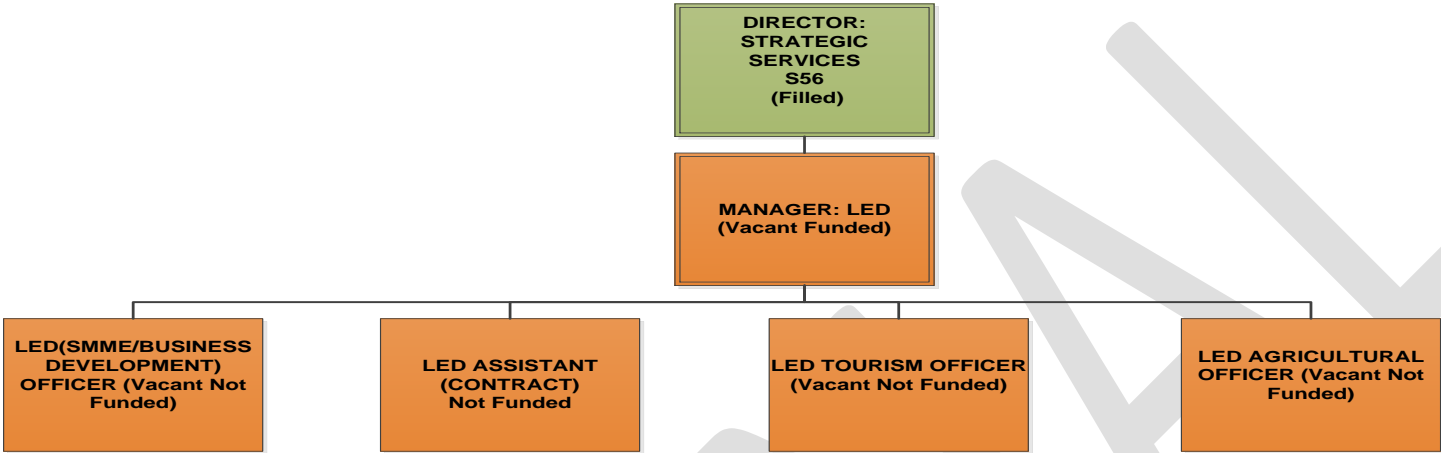 DIRECTOR:
STRATEGIC
SERVICES
S56
(Filled)
MANAGER: LED
(Vacant Funded)
LED(SMME/BUSINESS
DEVELOPMENT)
OFFICER (Vacant Not
Funded)
LED ASSISTANT
(CONTRACT)
Not Funded
LED TOURISM OFFICER
(Vacant Not Funded)
LED AGRICULTURAL
OFFICER (Vacant Not
Funded)